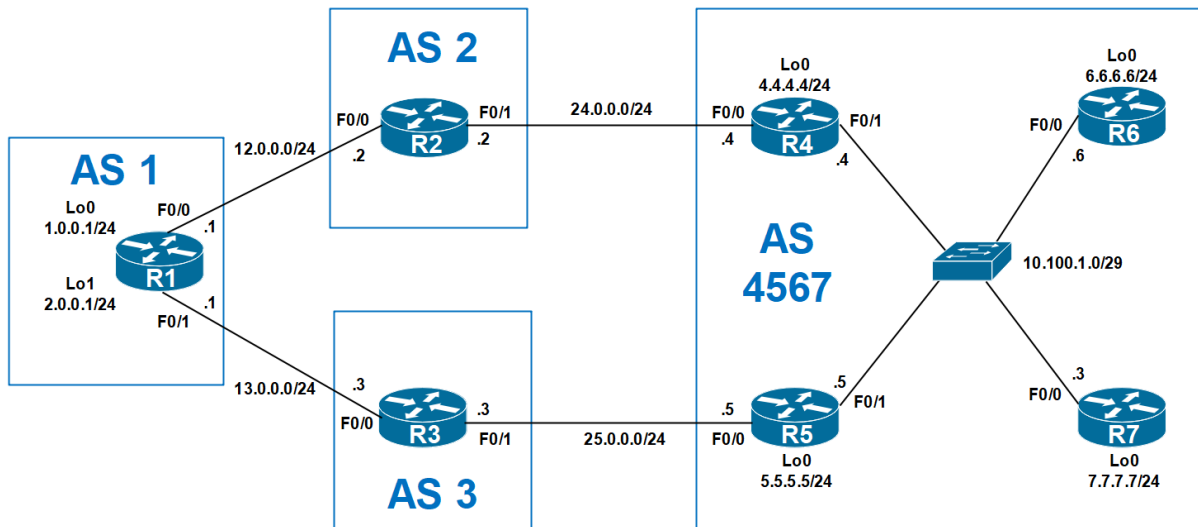 AS 1
Lo0
1.0.0.1/24
F0/0
.1
R1
Lo1
2.0.0.1/24
.1
F0/1
12.0.0.0/24
13.0.0.0/24
AS 2
F0/0
.2
R2
F0/1
.2
24.0.0.0/24
.3
F0/0
R3
.3
F0/1
AS 3
25.0.0.0/24
Lo0
4.4.4.4/24
F0/0
.4
R4
F0/1
.4
AS
4567
Lo0
6.6.6.6/24
F0/0
R6
.6
10.100.1.0/29
.5
F0/0
R5
.5
F0/1
Lo0
5.5.5.5/24
.3
F0/0
R7
Lo0
7.7.7.7/24